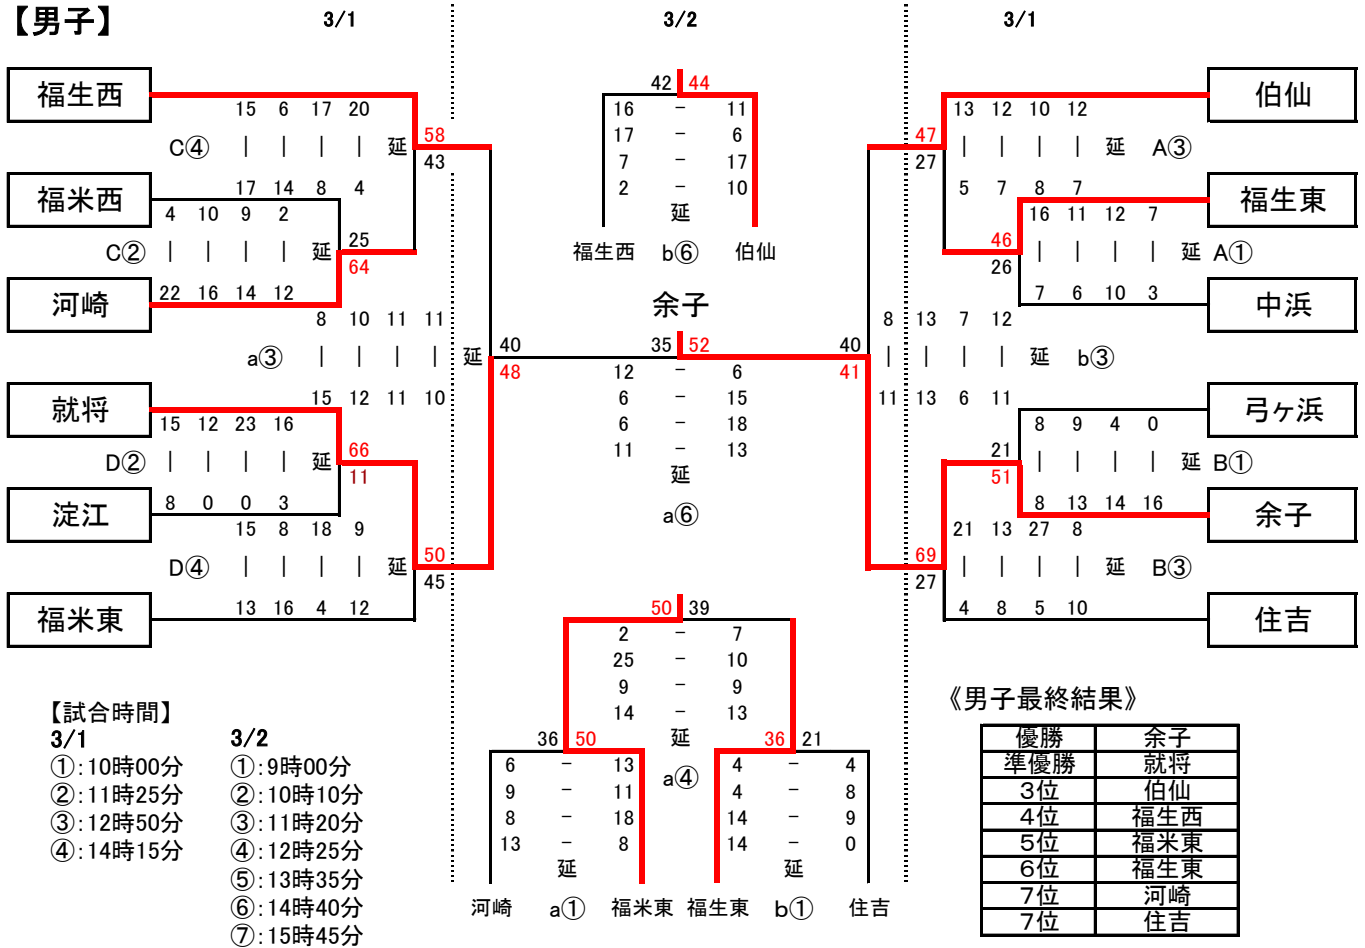 【男子】 3/1 3/2 3/1
福生西 42 44 伯仙
15 6 17 20 16 - 11 13 12 10 12
C④ | | | | 延 58 17 - 6 47 | | | | 延 A③
43 7 - 17 27
17 14 8 4 2 - 10 5 7 8 7
福米西 延 福生東
4 10 9 2 16 11 12 7
C② | | | | 延 25 福生西 b⑥ 伯仙 46 | | | | 延 A①
64 26
河崎 22 16 14 12 余子 7 6 10 3 中浜
8 10 11 11 8 13 7 12
a③ | | | | 延 40 35 52 40 | | | | 延 b③
48 12 - 6 41
15 12 11 10 6 - 15 11 13 6 11
就将 6 - 18 弓ヶ浜
15 12 23 16 11 - 13 8 9 4 0
D② | | | | 延 66 延 21 | | | | 延 B①
11 51
8 0 0 3 8 13 14 16
淀江 a⑥ 余子
15 8 18 9 21 13 27 8
D④ | | | | 延 50 69 | | | | 延 B③
45 27
13 16 4 12 50 39 4 8 5 10
福米東 2 - 7 住吉
25 - 10
9 - 9
14 - 13
延
a④
36 50 36 21
6 - 13 4 - 4
9 - 11 4 - 8
8 - 18 14 - 9
13 - 8 14 - 0
延 延
河崎 a① 福米東 福生東 b① 住吉
【試合時間】
3/1 3/2
①:10時00分 ①:9時00分
②:11時25分 ②:10時10分
③:12時50分 ③:11時20分
④:14時15分 ④:12時25分
⑤:13時35分
⑥:14時40分
⑦:15時45分
《男子最終結果》
優勝 余子
準優勝 就将
3位 伯仙
4位 福生西
5位 福米東
6位 福生東
7位 河崎
7位 住吉